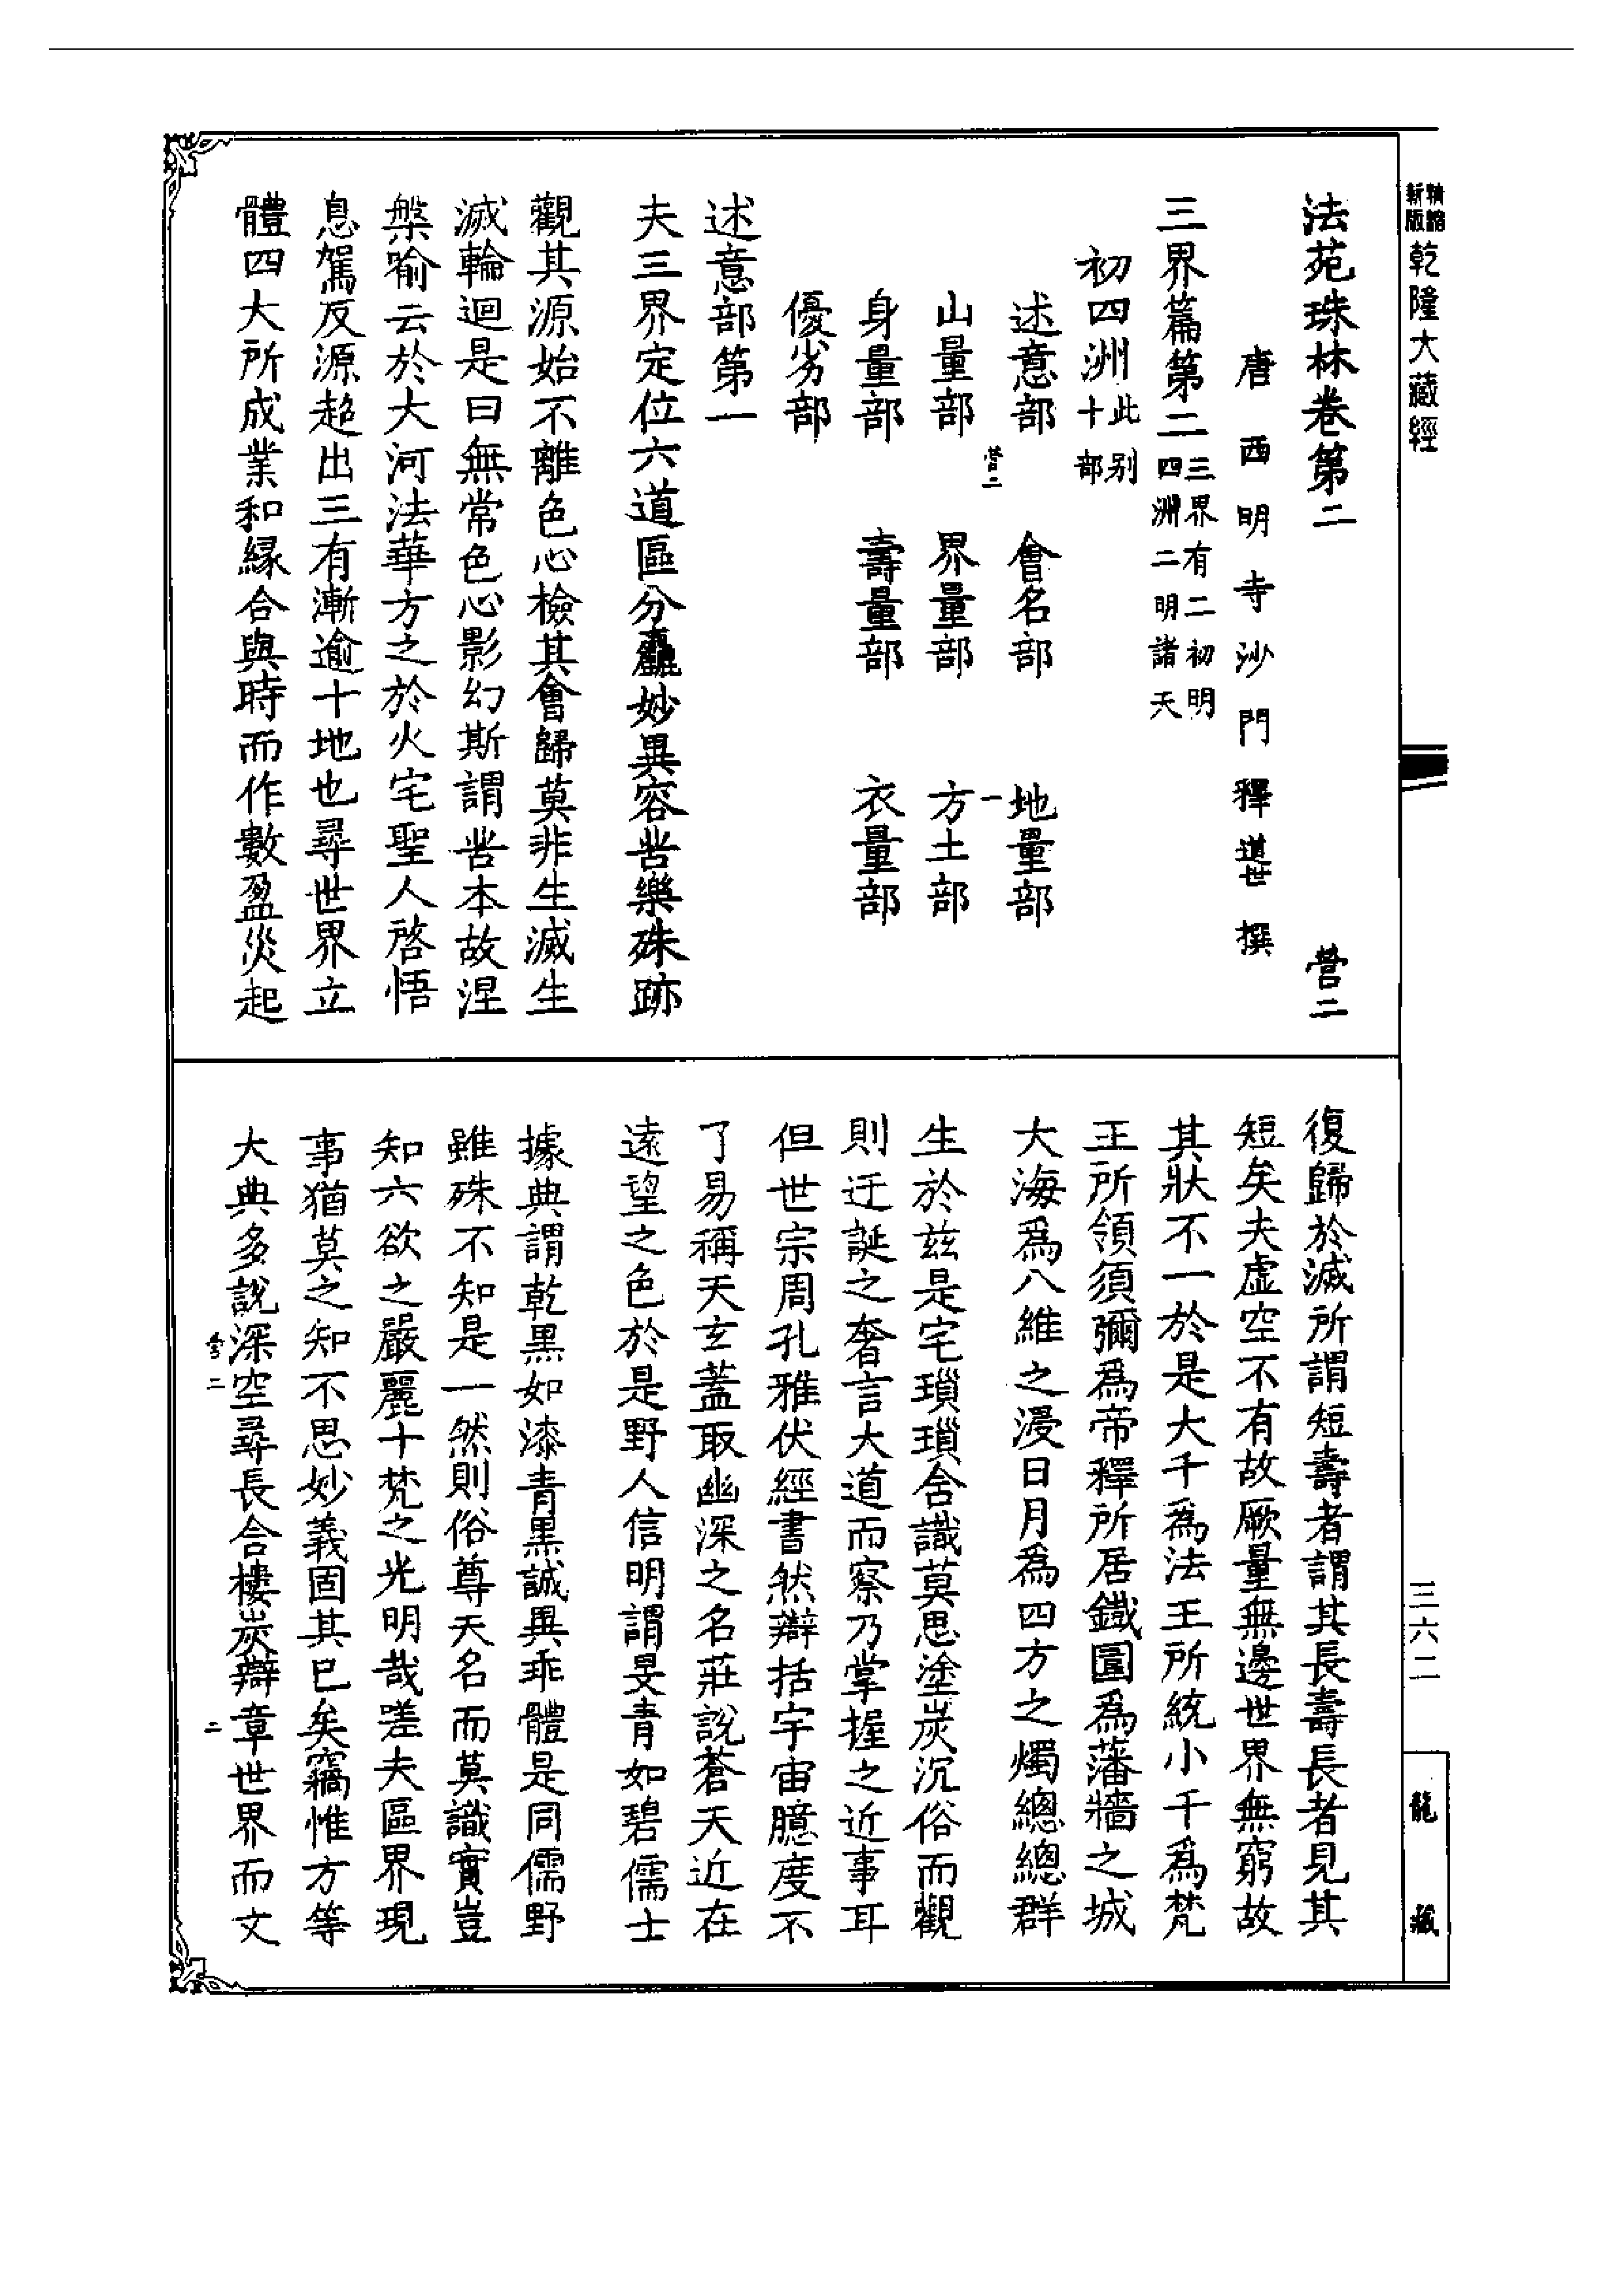 精縮
新版
乾隆大藏經
三六二
龍藏
法苑珠林卷第二 營二
唐西明寺沙門釋道世撰
三界篇第二三界有二初明
四洲二明諸天
初四洲此别
十部
述意部 會名部 地量部
營二 一
山量部 界量部 方土部
身量部 壽量部 衣量部
優劣部
述意部第一
夫三界定位六道區分麤妙異容苦樂殊跡
觀其源始不離色心檢其會歸莫非生滅生
滅輪迴是曰無常色心影幻斯謂苦本故涅
槃喻云於大河法華方之於火宅聖人啓悟
息駕反源超出三有漸逾十地也尋世界立
體四大所成業和緣合與時而作數盈災起
復歸於滅所謂短壽者謂其長壽長者見其
短矣夫虛空不有故厥量無邊世界無窮故
其狀不一於是大千爲法王所統小千爲梵
王所領須彌爲帝釋所居鐵圍爲藩牆之城
大海爲八維之浸日月爲四方之燭總總群
生於茲是宅瑣瑣含識莫思塗炭沉俗而觀
則迂誕之奢言大道而察乃掌握之近事耳
但世宗周孔雅伏經書然辯括宇宙臆度不
了易稱天玄蓋取幽深之名莊說蒼天近在
遠望之色於是野人信明謂旻青如碧儒士
據典謂乾黑如漆青黑誠異乖體是同儒野
雖殊不知是一然則俗尊天名而莫識實豈
知六欲之嚴麗十梵之光明哉嗟夫區界現
事猶莫之知不思妙義固其已矣竊惟方等
大典多說深空尋長含樓炭辯章世界而文
營二 二